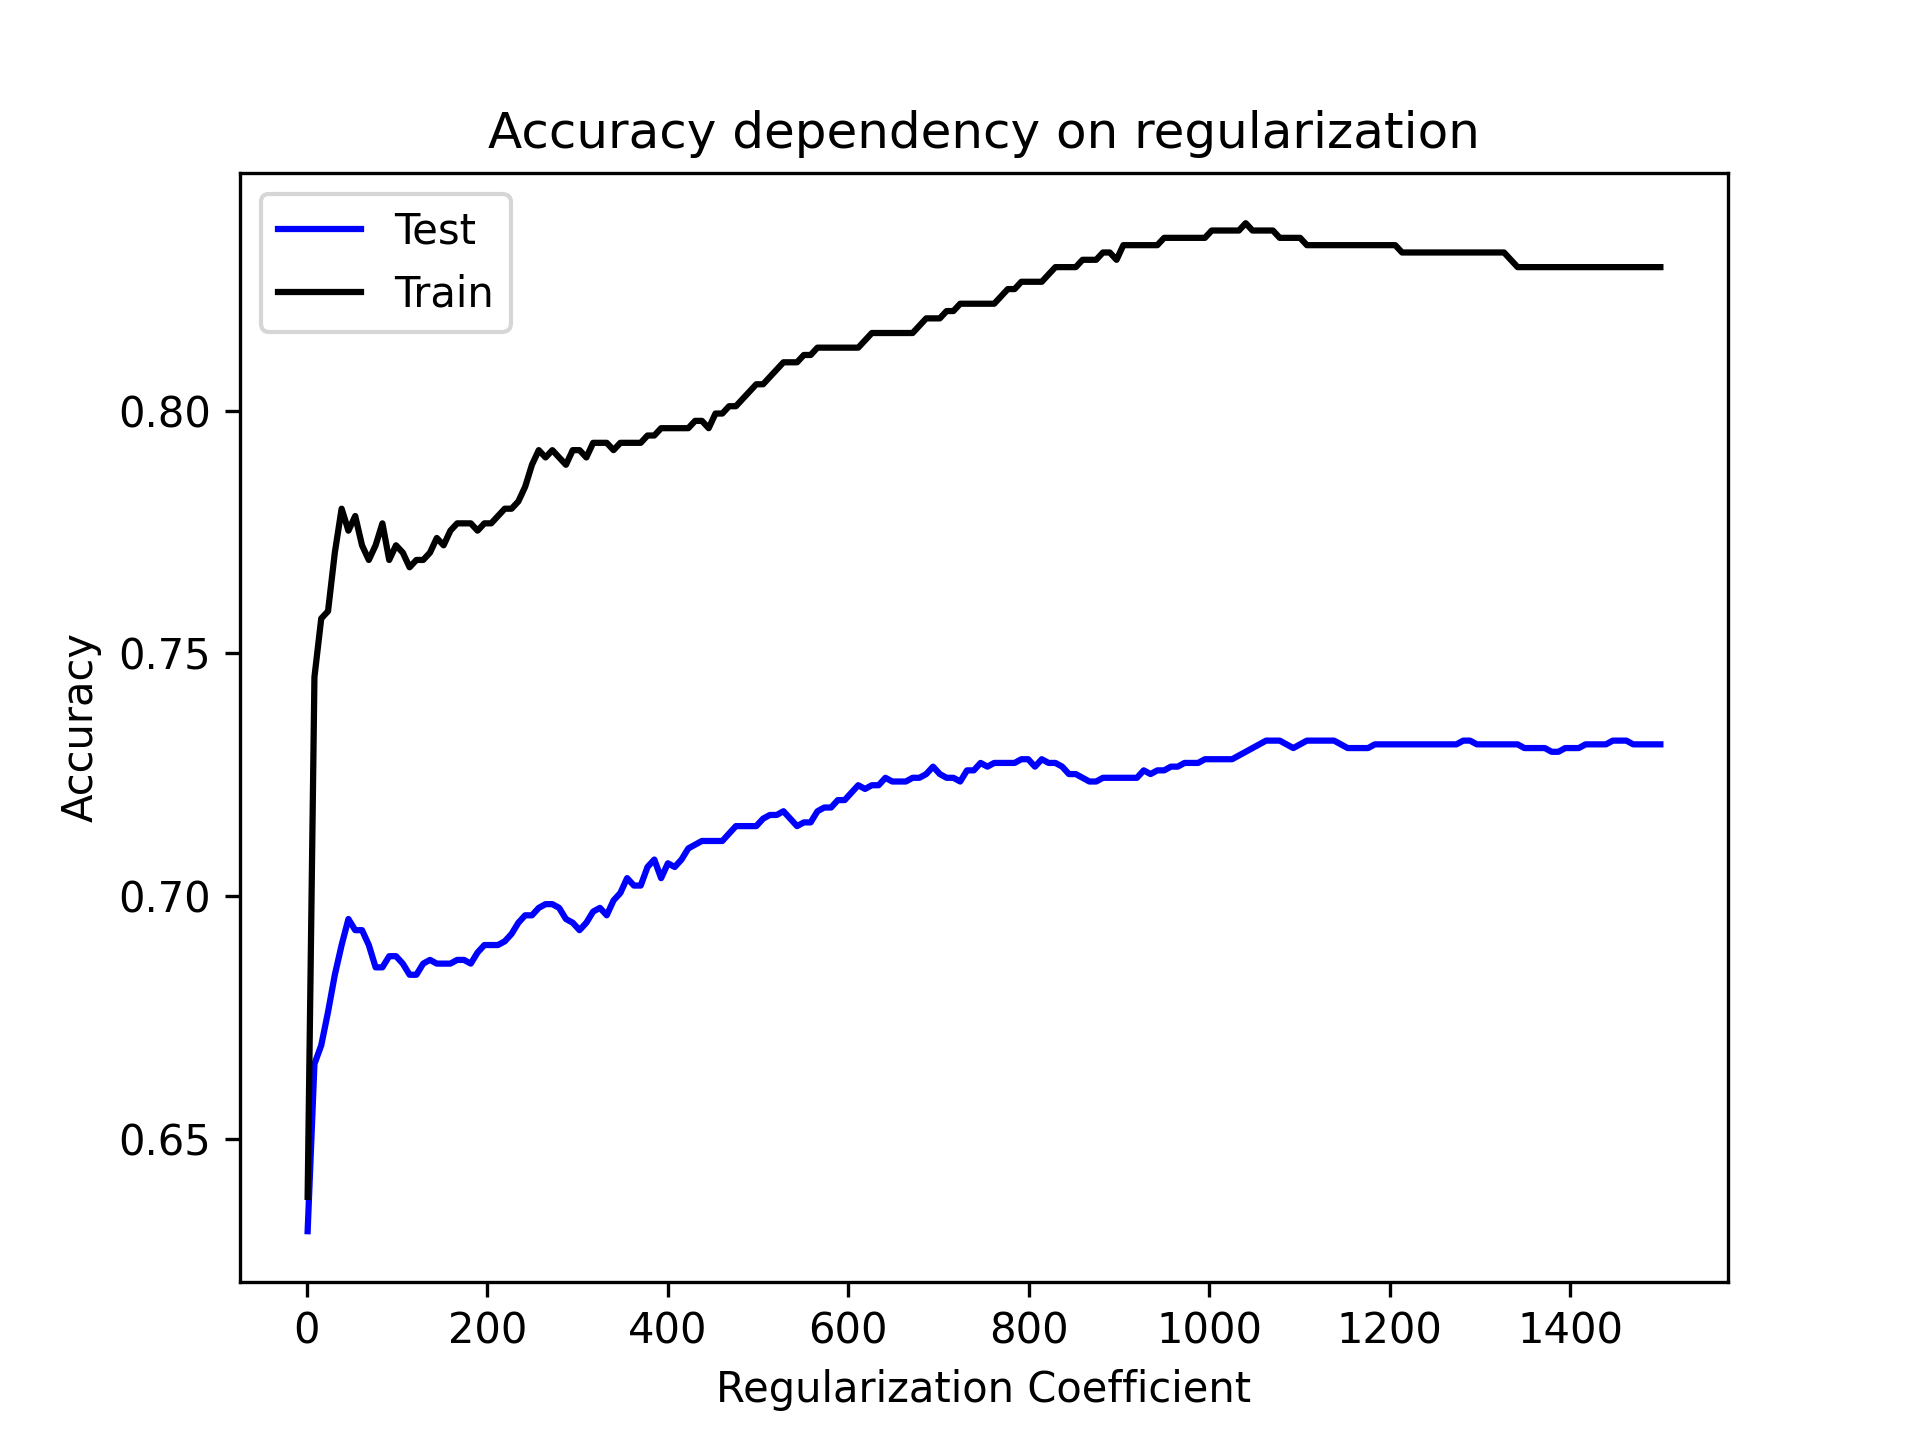 Accuracy dependency on regularization
Test
Train
Accuracy
0.80
0.75
0.70
0.65
0 200 400 600 800 1000 1200 1400
Regularization Coefficient